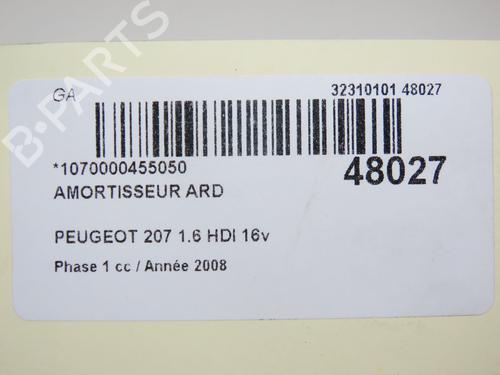 GA
32310101 48027
*1070000455050
48027
AMORTISSEUR ARD
PEUGEOT 207 1.6 HDI 16v
Phase 1 cc / Année 2008
B-PARTS